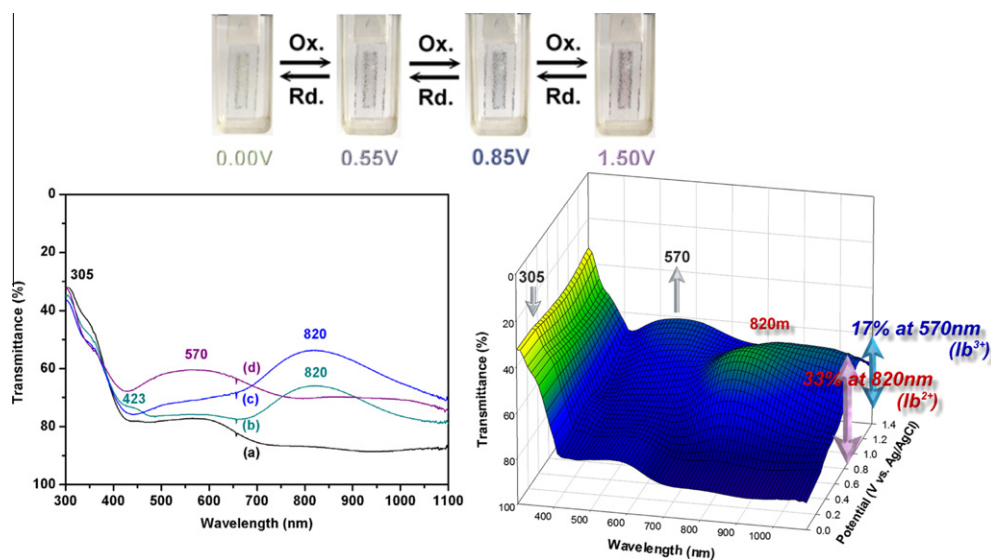 Ox. Ox. Ox.
Rd. Rd. Rd.
0.00V 0.55V 0.85V 1.50V
0
20
40
60
80
100
Transmittance (%)
305
423
570
820
820
(d)
(c)
(b)
(a)
300 400 500 600 700 800 900 1000 1100
Wavelength (nm)
0
20
40
60
80
100
Transmittance (%)
305
570
820m
17% at 570nm
(Ib3+)
33% at 820nm
(Ib2+)
400 500 600 700 800 900 1000
Wavelength (nm)
0.0
0.2
0.4
0.6
0.8
1.0
1.2
1.4
Potential (V vs. Ag/AgCl)